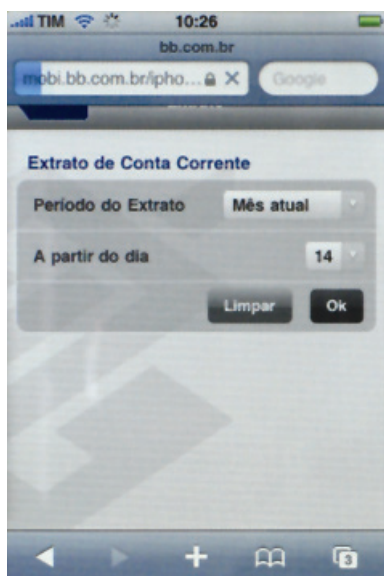 TIM 10:26
bb.com.br
mobi.bb.com.br/ipho... Google
Extrato
Extrato de Conta Corrente
Período do Extrato Mês atual
A partir do dia 14
Limpar Ok
3